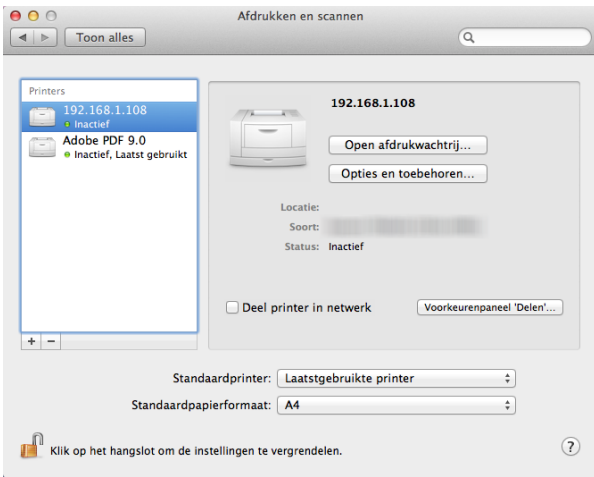 Afdrukken en scannen
Toon alles
Printers
192.168.1.108
Inactief
Adobe PDF 9.0
Inactief, Laatst gebruikt
192.168.1.108
Open afdrukwachtrij...
Opties en toebehoren...
Locatie:
Soort:
Status: Inactief
Deel printer in netwerk
Voorkeurenpaneel 'Delen'...
+ −
Standaardprinter: Laatstgebruikte printer
Standaardpapierformaat: A4
Klik op het hangslot om de instellingen te vergrendelen.
?